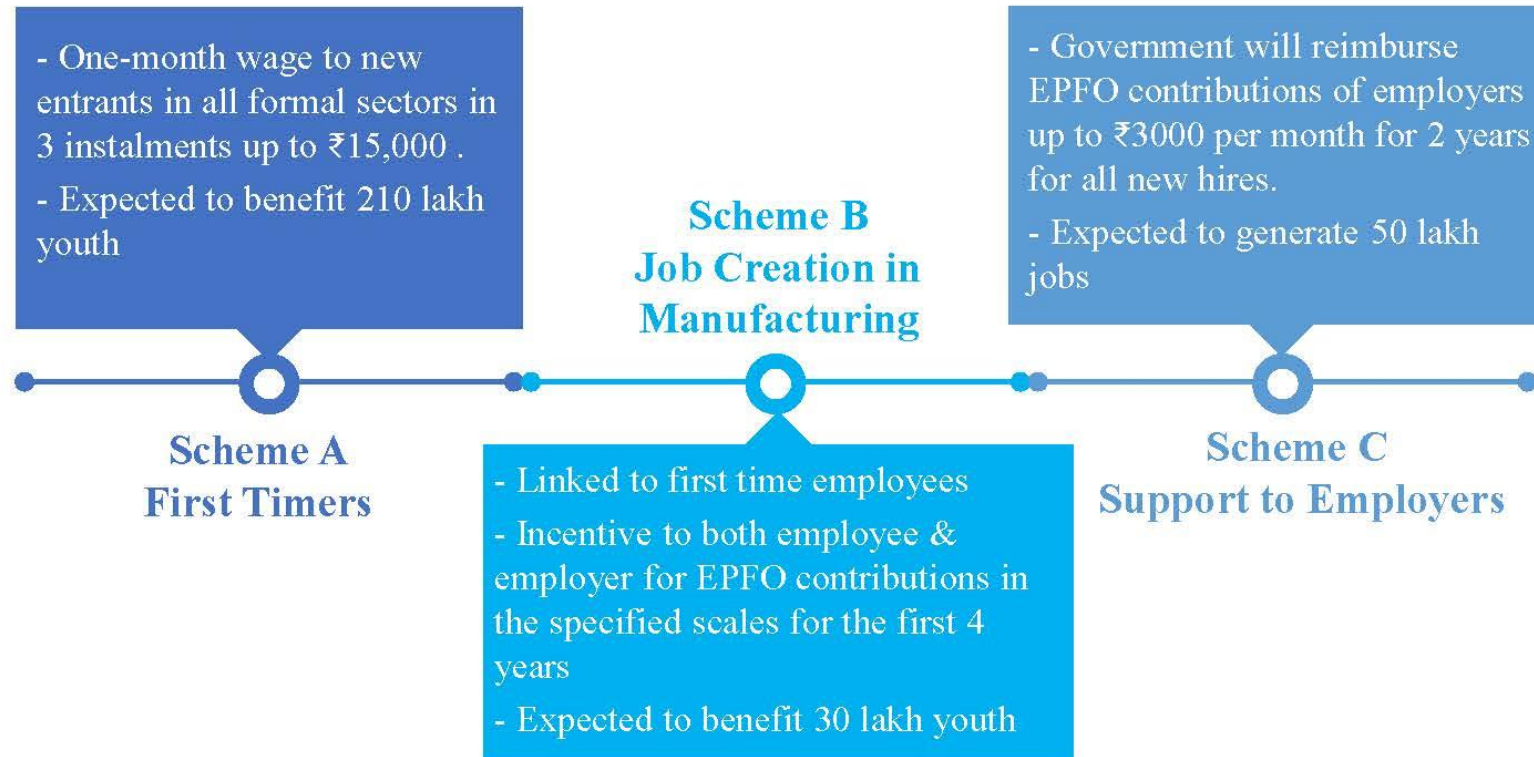 - One-month wage to new
entrants in all formal sectors in
3 instalments up to ₹15,000 .
- Expected to benefit 210 lakh
youth
Scheme A
First Timers
Scheme B
Job Creation in
Manufacturing
- Linked to first time employees
- Incentive to both employee &
employer for EPFO contributions in
the specified scales for the first 4
years
- Expected to benefit 30 lakh youth
- Government will reimburse
EPFO contributions of employers
up to ₹3000 per month for 2 years
for all new hires.
- Expected to generate 50 lakh
jobs
Scheme C
Support to Employers